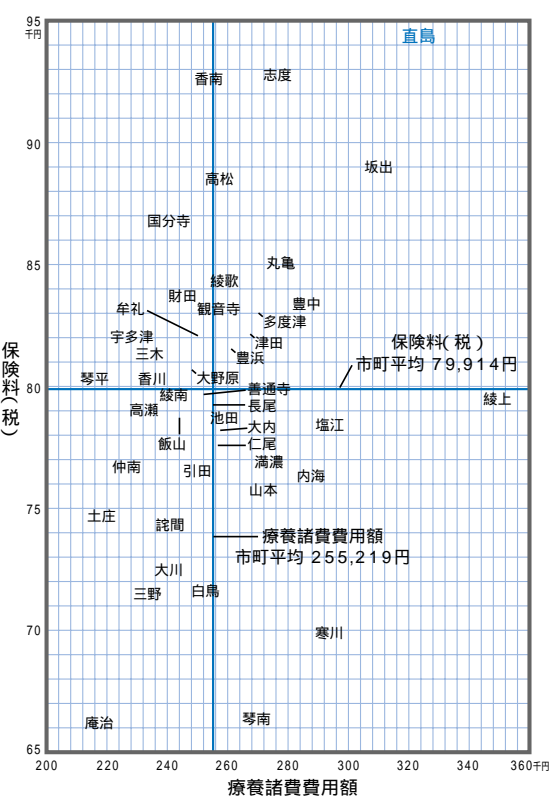 95
千円
直島
香南
志度
90
坂出
高松
国分寺
85
丸亀
綾歌
財田
牟礼
観音寺
豊中
多度津
宇多津
津田
保険料(税)
三木
豊浜
市町平均 79,914円
琴平
香川
大野原
80
善通寺
綾南
綾上
高瀬
長尾
池田
大内
塩江
飯山
仁尾
仲南
引田
満濃
内海
山本
75
土庄
詫間
療養諸費費用額
市町平均 255,219円
大川
三野
白鳥
70
寒川
庵治
琴南
65
保険料(税)
200 220 240 260 280 300 320 340 360千円
療養諸費費用額